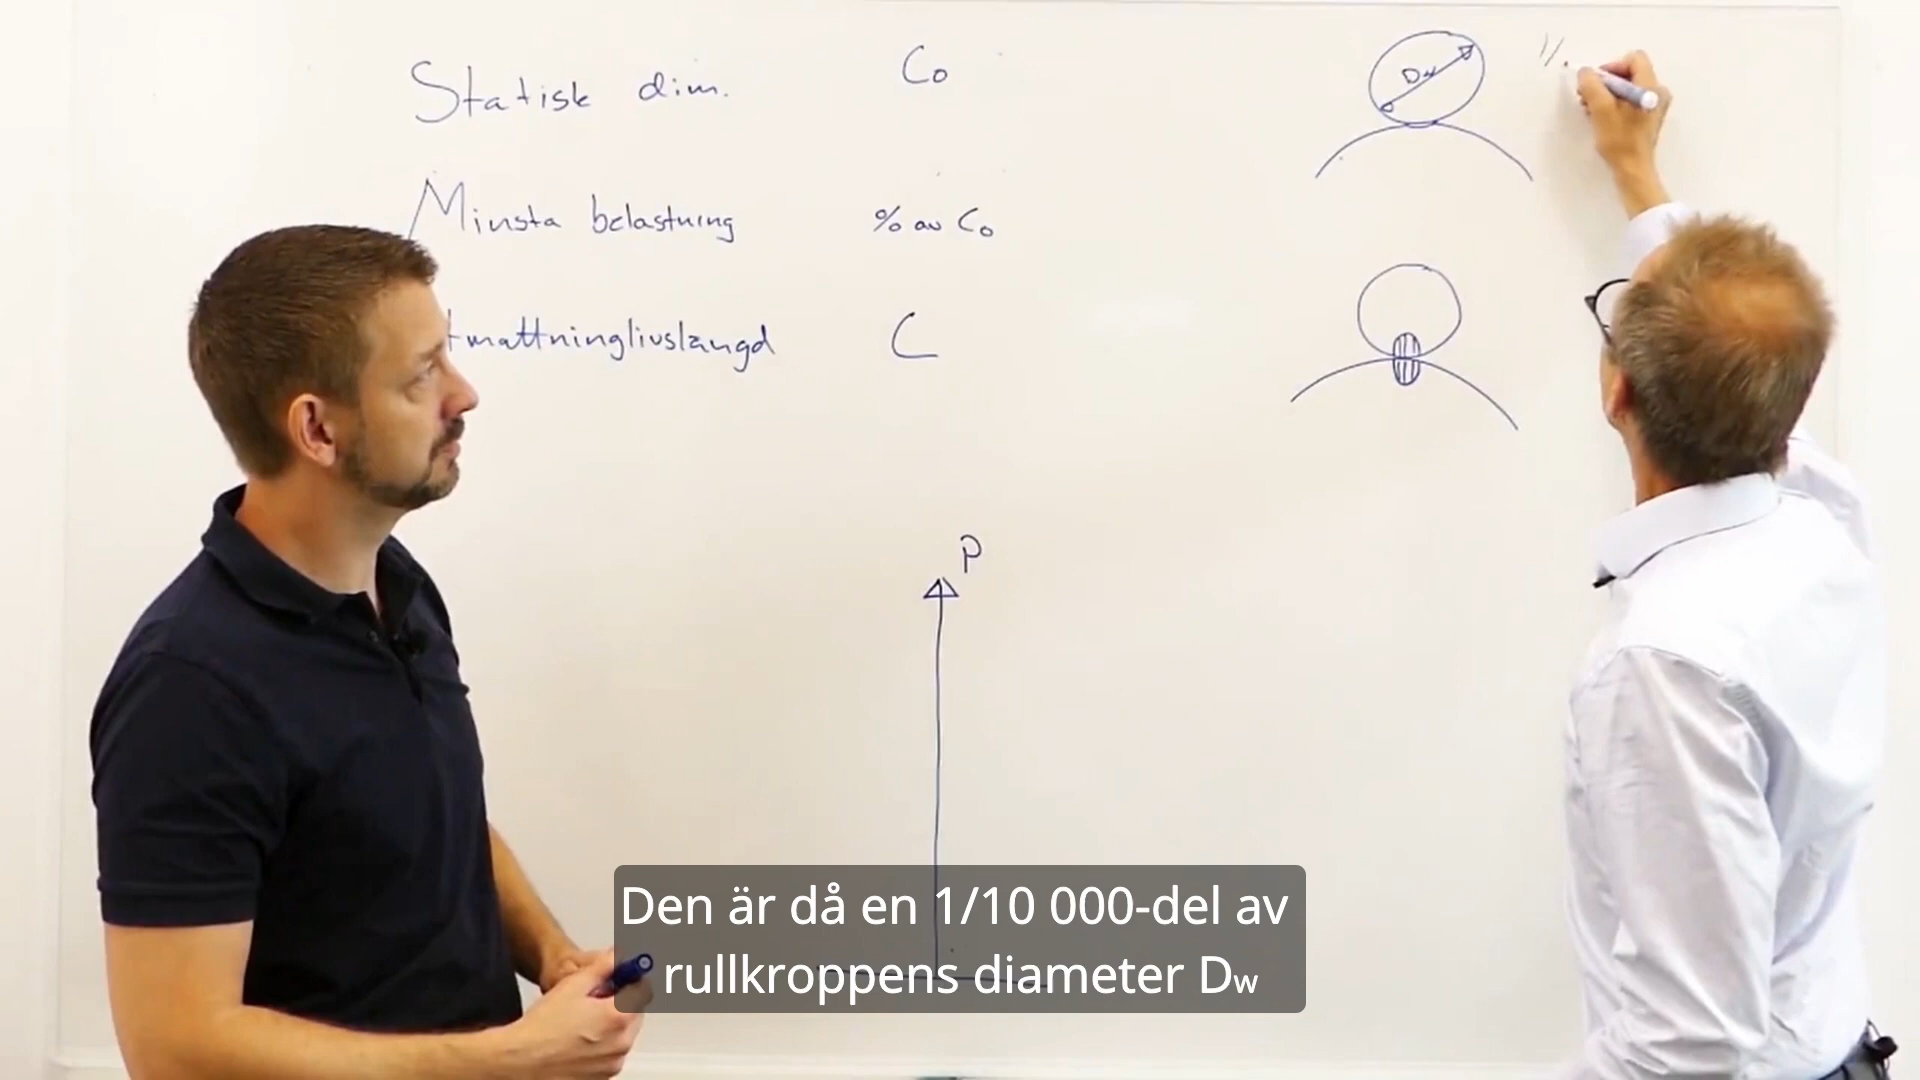 Statisk dim. Co
Minsta belastning % av Co
tmattninglivslängd C
Dw
1/
P
Den är då en 1/10 000-del av
rullkroppens diameter Dw